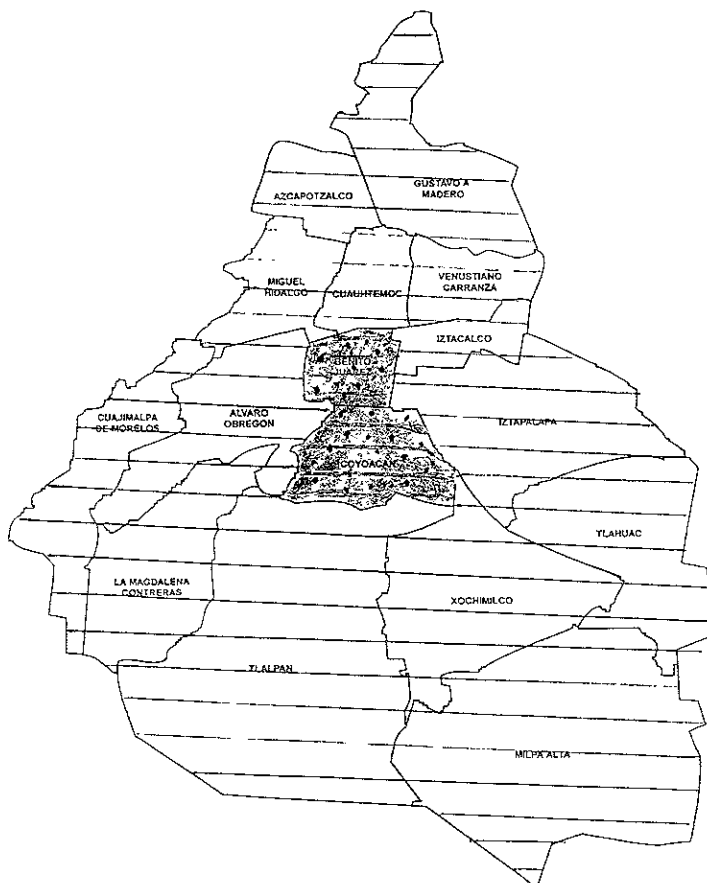 GUSTAVO A
MADERO
AZCAPOTZALCO
MIGUEL
HIDALGO
CUAUHTEMOC
VENUSTIANO
CARRANZA
IZTACALCO
BENITO
JUAREZ
CUAJIMALPA
DE MORELOS
ALVARO
OBREGON
IZTAPALAPA
COYOACAN
TLAHUAC
LA MAGDALENA
CONTRERAS
XOCHIMILCO
TLALPAN
MILPA ALTA